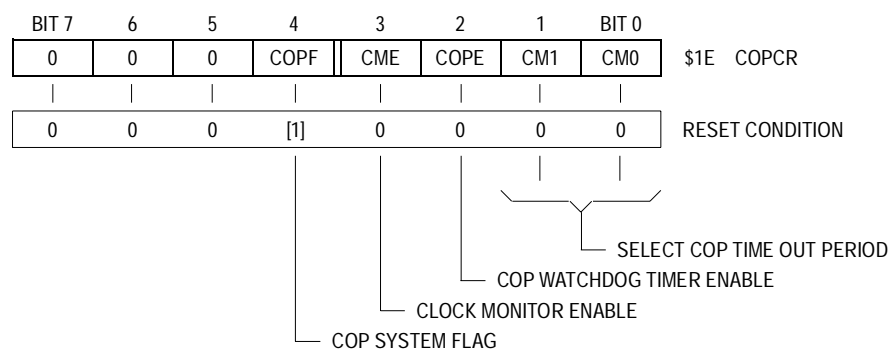 BIT 7 6 5 4 3 2 1 BIT 0
0 0 0 COPF CME COPE CM1 CM0 $1E COPCR
0 0 0 [1] 0 0 0 0 RESET CONDITION
SELECT COP TIME OUT PERIOD
COP WATCHDOG TIMER ENABLE
CLOCK MONITOR ENABLE
COP SYSTEM FLAG